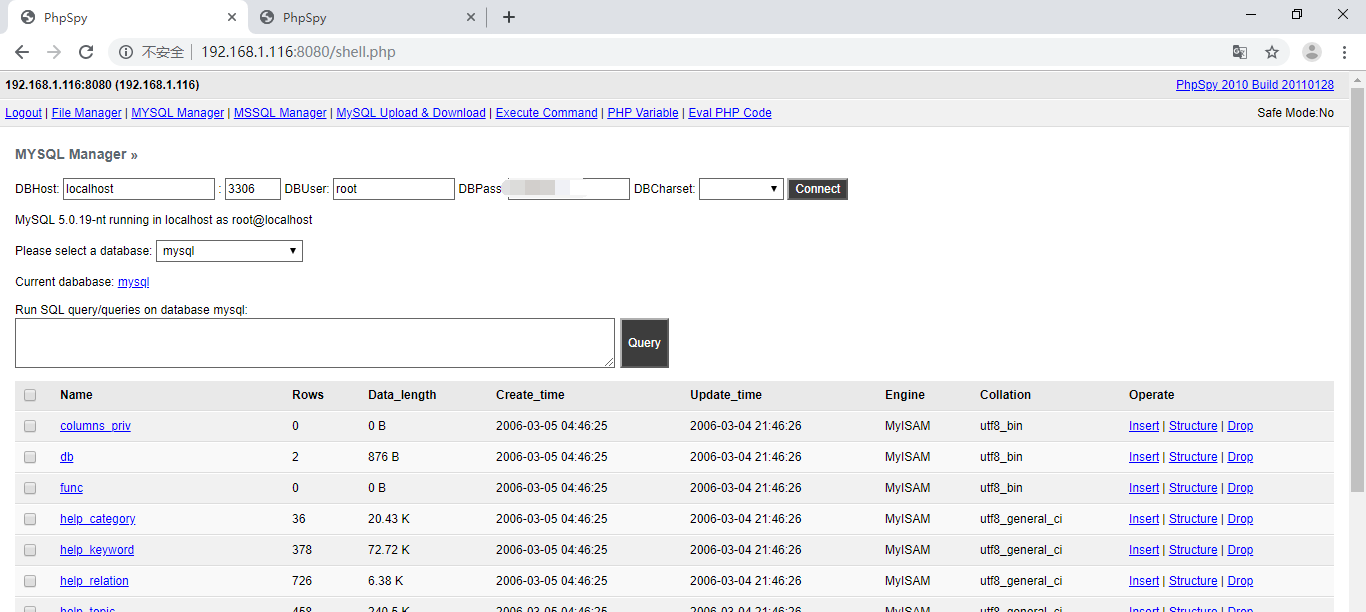 PhpSpy PhpSpy
不安全 192.168.1.116:8080/shell.php
192.168.1.116:8080 (192.168.1.116) PhpSpy 2010 Build 20110128
Logout | File Manager | MYSQL Manager | MSSQL Manager | MySQL Upload & Download | Execute Command | PHP Variable | Eval PHP Code Safe Mode:No
MYSQL Manager »
DBHost: localhost : 3306 DBUser: root DBPass DBCharset: Connect
MySQL 5.0.19-nt running in localhost as root@localhost
Please select a database: mysql
Current dababase: mysql
Run SQL query/queries on database mysql:
Query
Name Rows Data_length Create_time Update_time Engine Collation Operate
columns_priv 0 0 B 2006-03-05 04:46:25 2006-03-04 21:46:26 MyISAM utf8_bin Insert | Structure | Drop
db 2 876 B 2006-03-05 04:46:25 2006-03-04 21:46:26 MyISAM utf8_bin Insert | Structure | Drop
func 0 0 B 2006-03-05 04:46:25 2006-03-04 21:46:26 MyISAM utf8_bin Insert | Structure | Drop
help_category 36 20.43 K 2006-03-05 04:46:25 2006-03-04 21:46:26 MyISAM utf8_general_ci Insert | Structure | Drop
help_keyword 378 72.72 K 2006-03-05 04:46:25 2006-03-04 21:46:26 MyISAM utf8_general_ci Insert | Structure | Drop
help_relation 726 6.38 K 2006-03-05 04:46:25 2006-03-04 21:46:26 MyISAM utf8_general_ci Insert | Structure | Drop
help_topic 458 240.5 K 2006-03-05 04:46:25 2006-03-04 21:46:26 MyISAM utf8_general_ci Insert | Structure | Drop